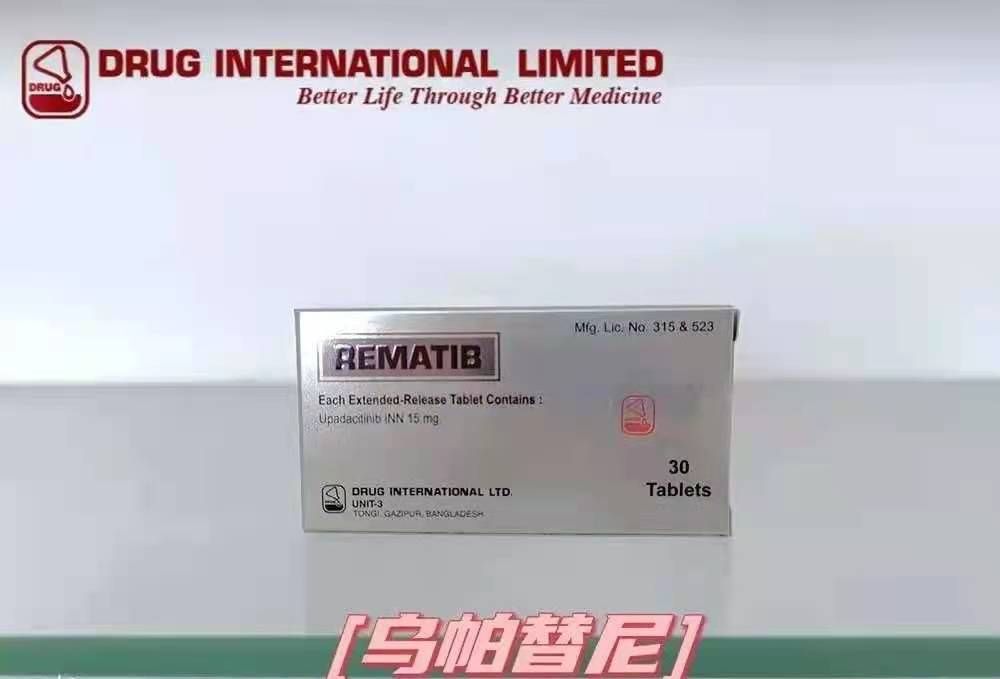 DRUG INTERNATIONAL LIMITED
DRUG
Better Life Through Better Medicine
Mfg. Lic. No. 315 & 523
REMATIB
Each Extended-Release Tablet Contains :
Upadacitinib INN 15 mg.
30
Tablets
DRUG INTERNATIONAL LTD.
UNIT-3
TONGI, GAZIPUR, BANGLADESH
[乌帕替尼]